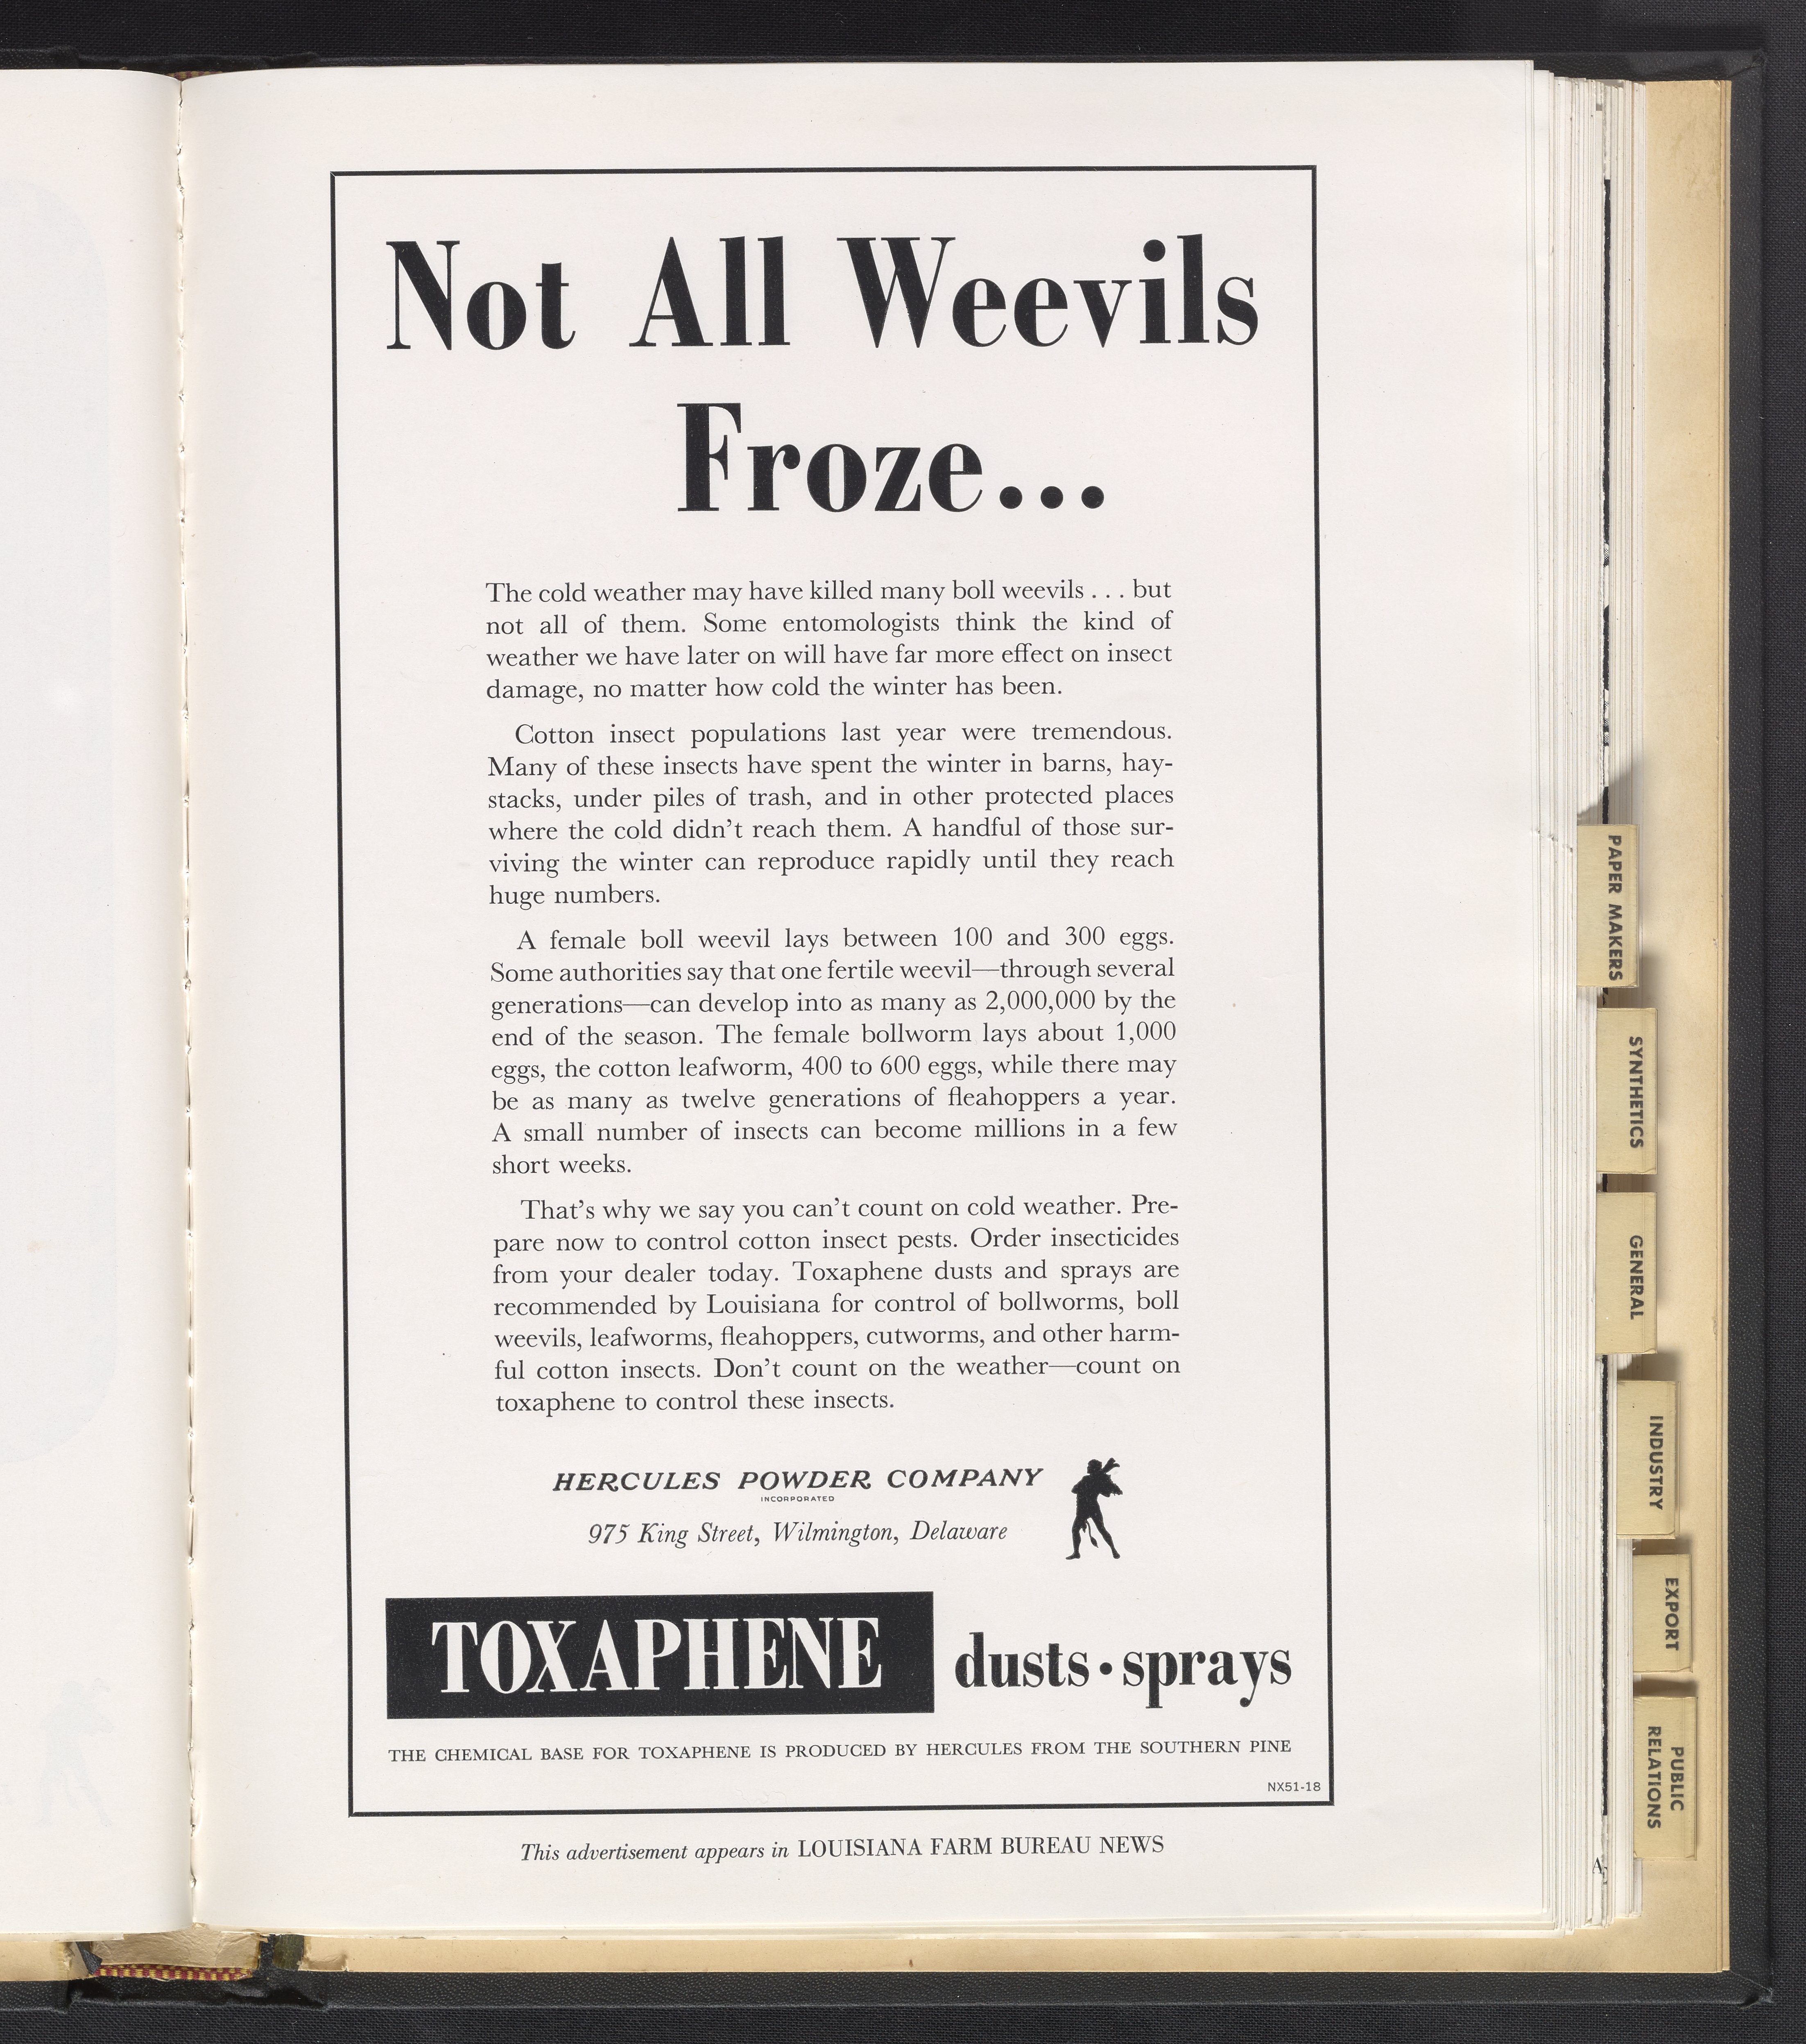 Not All Weevils
Froze...
The cold weather may have killed many boll weevils . . . but
not all of them. Some entomologists think the kind of
weather we have later on will have far more effect on insect
damage, no matter how cold the winter has been.
Cotton insect populations last year were tremendous.
Many of these insects have spent the winter in barns, hay-
stacks, under piles of trash, and in other protected places
where the cold didn't reach them. A handful of those sur-
viving the winter can reproduce rapidly until they reach
huge numbers.
A female boll weevil lays between 100 and 300 eggs.
Some authorities say that one fertile weevil—through several
generations—can develop into as many as 2,000,000 by the
end of the season. The female bollworm lays about 1,000
eggs, the cotton leafworm, 400 to 600 eggs, while there may
be as many as twelve generations of fleahoppers a year.
A small number of insects can become millions in a few
short weeks.
That's why we say you can't count on cold weather. Pre-
pare now to control cotton insect pests. Order insecticides
from your dealer today. Toxaphene dusts and sprays are
recommended by Louisiana for control of bollworms, boll
weevils, leafworms, fleahoppers, cutworms, and other harm-
ful cotton insects. Don't count on the weather—count on
toxaphene to control these insects.
HERCULES POWDER COMPANY
INCORPORATED
975 King Street, Wilmington, Delaware
TOXAPHENE dusts • sprays
THE CHEMICAL BASE FOR TOXAPHENE IS PRODUCED BY HERCULES FROM THE SOUTHERN PINE
NX51-18
This advertisement appears in LOUISIANA FARM BUREAU NEWS
PAPER MAKERS
SYNTHETICS
GENERAL
INDUSTRY
EXPORT
PUBLIC
RELATIONS